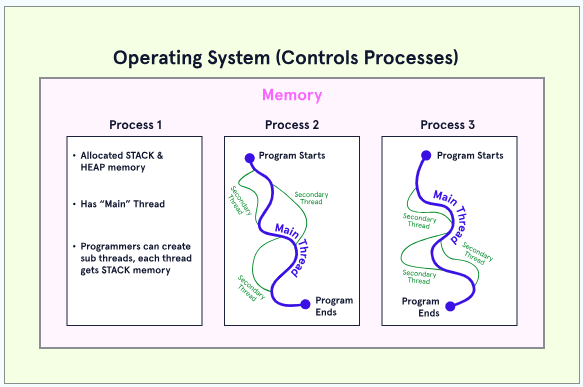 Operating System (Controls Processes)
Memory
Process 1
• Allocated STACK &
HEAP memory
• Has “Main” Thread
• Programmers can create
sub threads, each thread
gets STACK memory
Process 2
Program Starts
Secondary
Thread
Secondary
Thread
Main Thread
Secondary
Thread
Program
Ends
Process 3
Program Starts
Main Thread
Secondary
Thread
Secondary
Thread
Secondary
Thread
Program
Ends